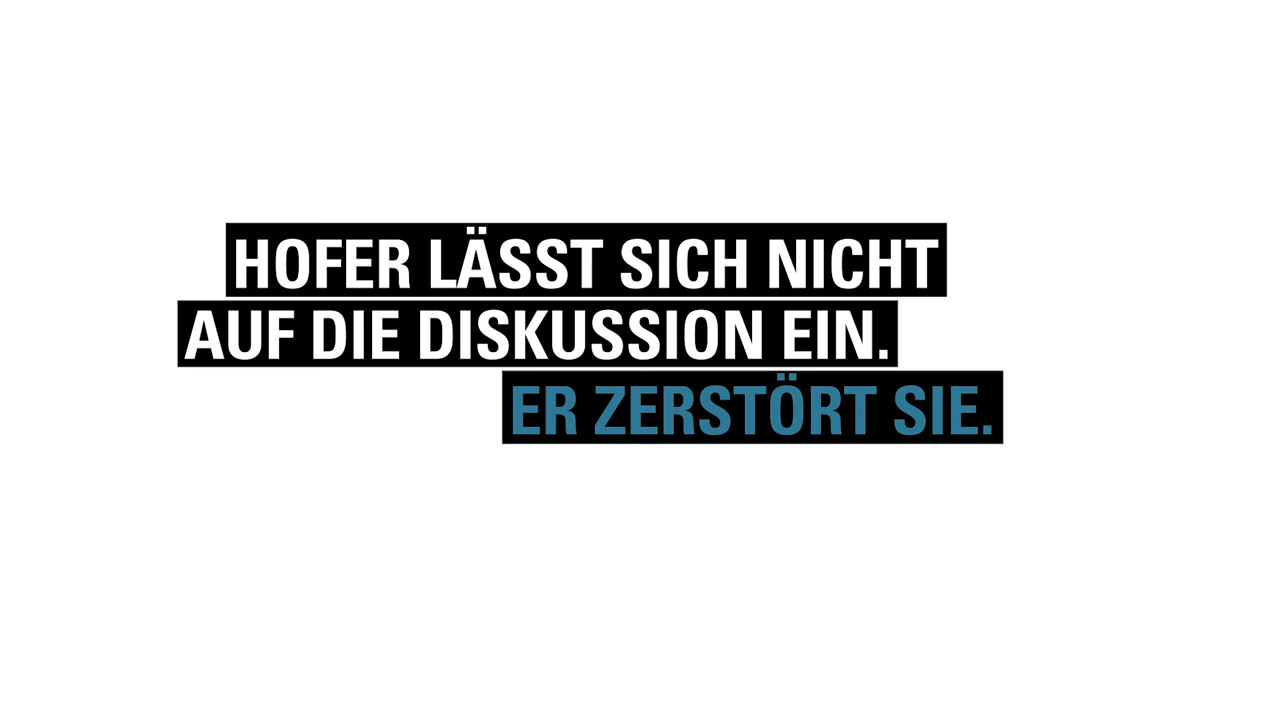 HOFER LÄSST SICH NICHT
AUF DIE DISKUSSION EIN.
ER ZERSTÖRT SIE.